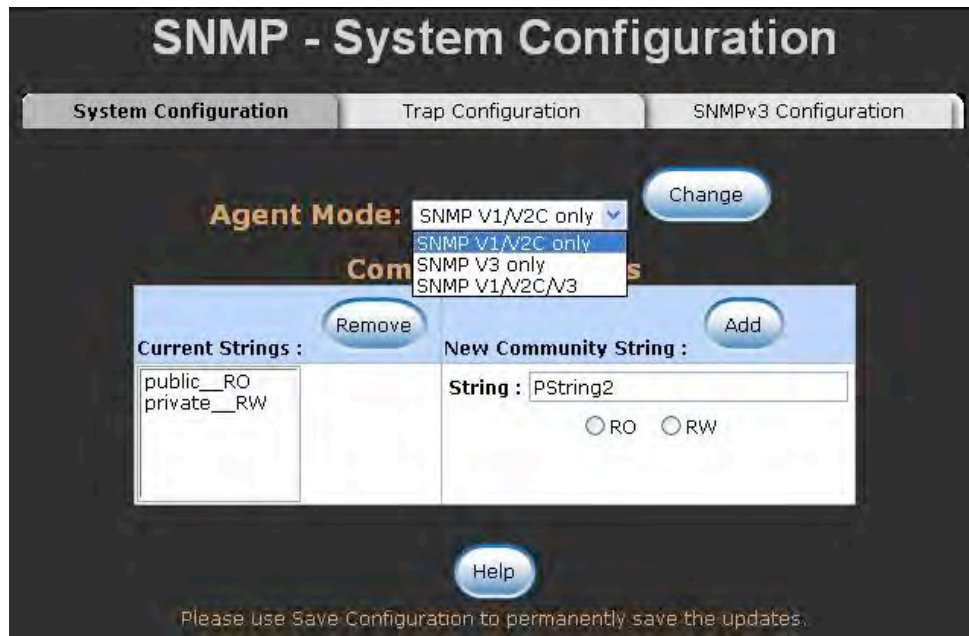 SNMP - System Configuration
System Configuration Trap Configuration SNMPv3 Configuration
Agent Mode: SNMP V1/V2C only Change
SNMP V1/V2C only
SNMP V3 only
SNMP V1/V2C/V3
Remove Add
Current Strings : New Community String :
public__RO
private__RW
String : PString2
RO RW
Help
Please use Save Configuration to permanently save the updates.